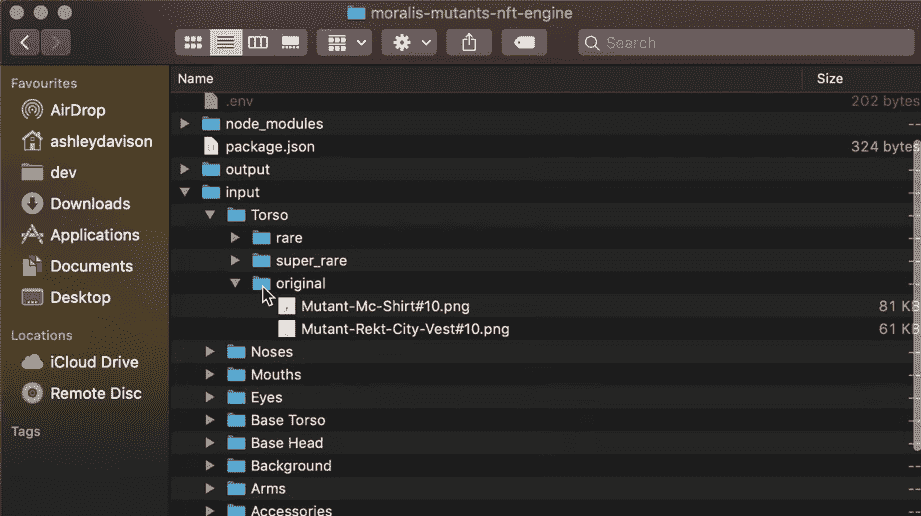 moralis-mutants-nft-engine
Search
Favourites
AirDrop
ashleydavison
dev
Downloads
Applications
Documents
Desktop
Locations
iCloud Drive
Remote Disc
Tags
Name Size
.env 202 bytes
node_modules --
package.json 324 bytes
output --
input --
Torso --
rare --
super_rare --
original --
Mutant-Mc-Shirt#10.png 81 KB
Mutant-Rekt-City-Vest#10.png 61 KB
Noses --
Mouths --
Eyes --
Base Torso --
Base Head --
Background --
Arms --
Accessories --